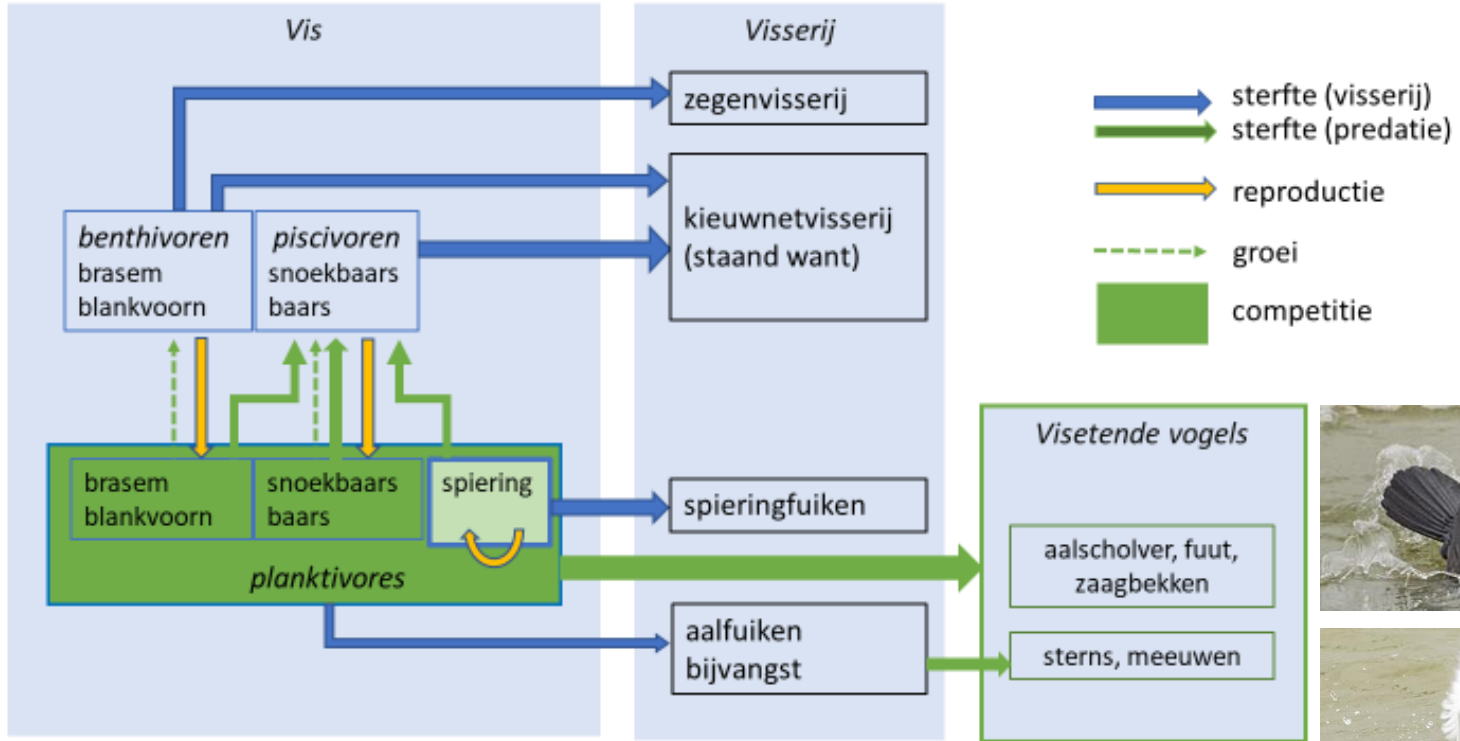 Vis
Visserij
zegenvisserij
sterfte (visserij)
sterfte (predatie)
reproductie
groei
competitie
benthivoren
brasem
blankvoorn
piscivoren
snoekbaars
baars
kieuwnetvisserij
(staand want)
brasem
blankvoorn
snoekbaars
baars
spiering
planktivores
spieringfuiken
aalfuiken
bijvangst
Visetende vogels
aalscholver, fuut,
zaagbekken
sterns, meeuwen